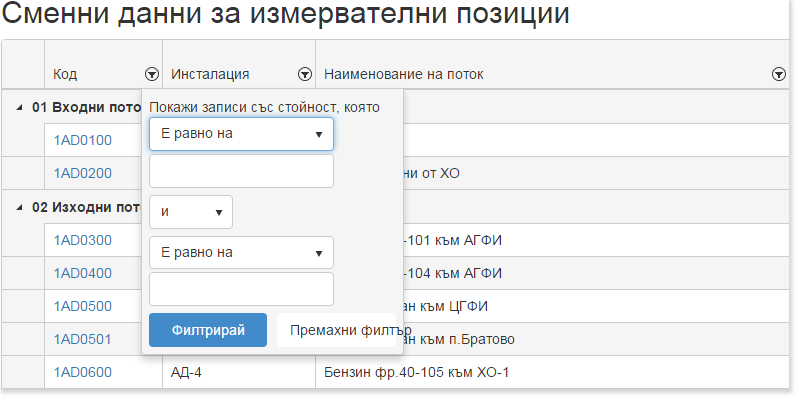 Сменни данни за измервателни позиции
Код Инсталация Наименование на поток
01 Входни пото
Покажи записи със стойност, която
1AD0100 Е равно на
1AD0200 ни от ХО
и
02 Изходни пот
1AD0300 Е равно на -101 към АГФИ
1AD0400 -104 към АГФИ
1AD0500 ан към ЦГФИ
1AD0501 Филтрирай Премахни филтър ан към п.Братово
1AD0600 АД-4 Бензин фр.40-105 към ХО-1